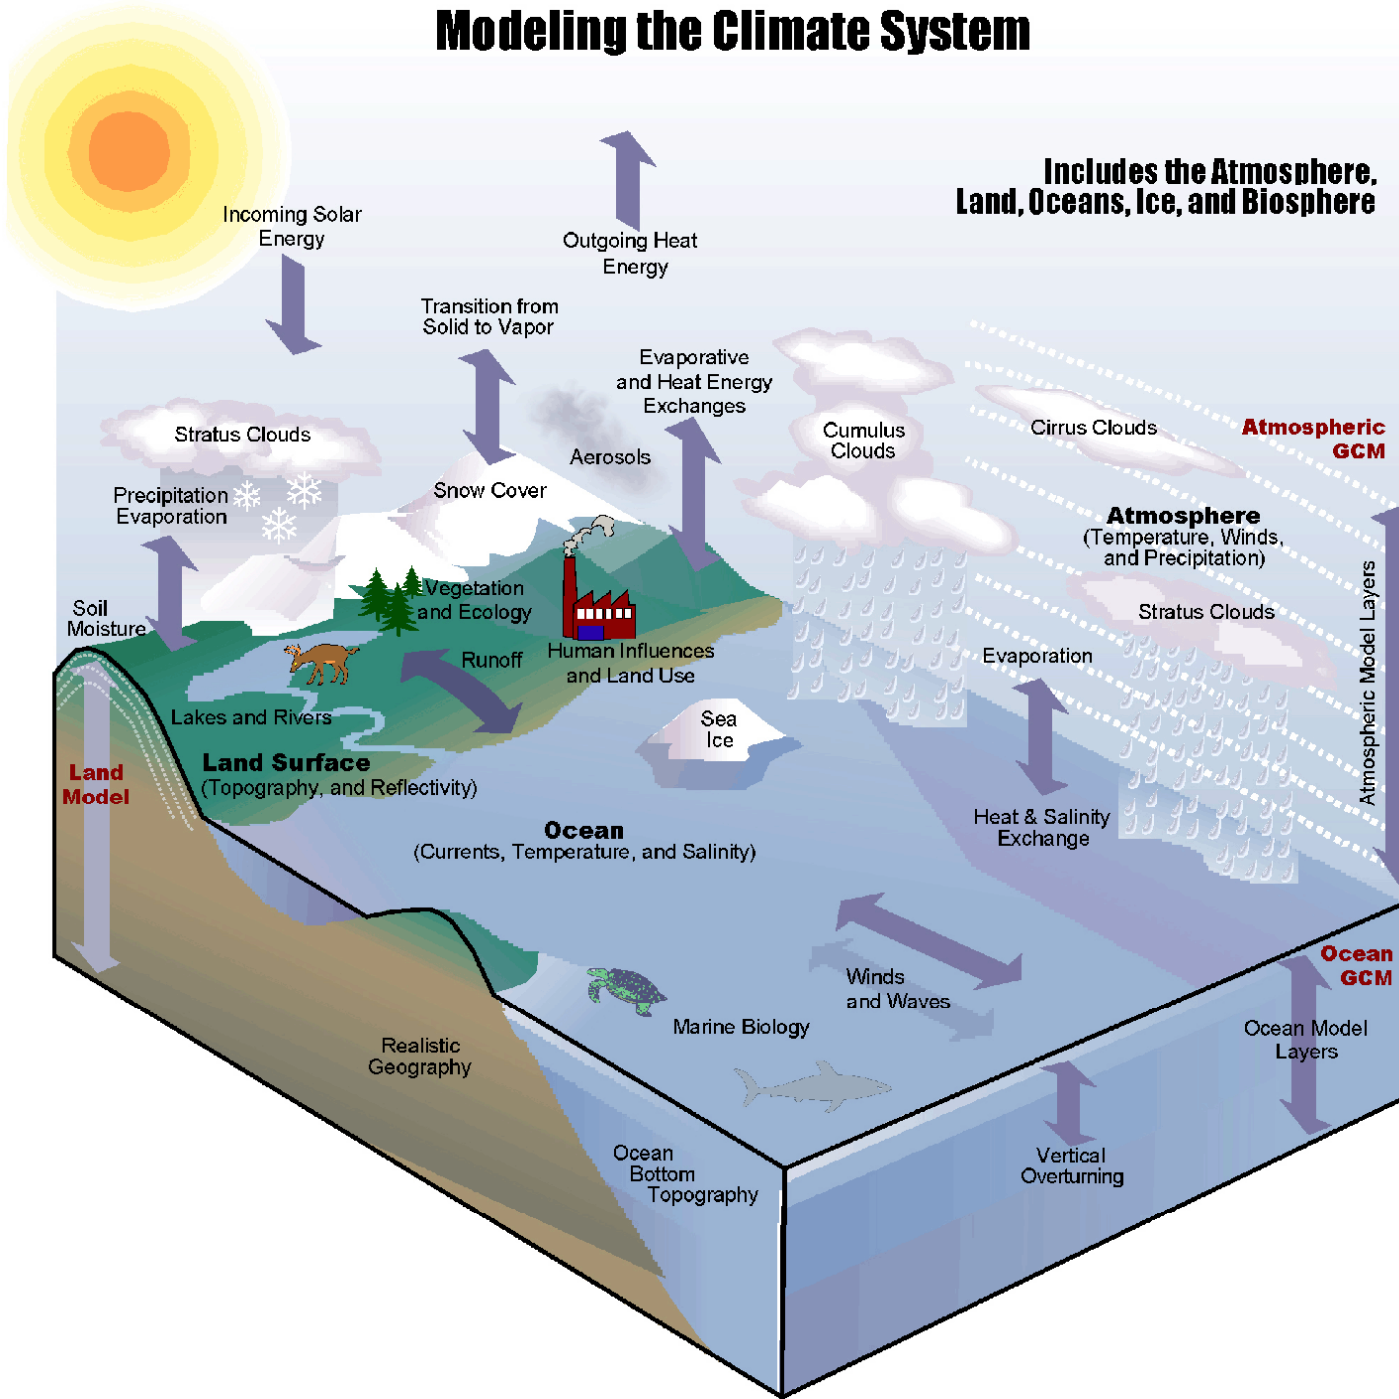 Modeling the Climate System
Includes the Atmosphere,
Land, Oceans, Ice, and Biosphere
Incoming Solar
Energy
Outgoing Heat
Energy
Transition from
Solid to Vapor
Evaporative
and Heat Energy
Exchanges
Stratus Clouds
Precipitation
Evaporation
Snow Cover
Aerosols
Cumulus
Clouds
Cirrus Clouds
Atmospheric
GCM
Atmosphere
(Temperature, Winds,
and Precipitation)
Stratus Clouds
Atmospheric Model Layers
Soil
Moisture
Vegetation
and Ecology
Runoff
Human Influences
and Land Use
Evaporation
Lakes and Rivers
Sea
Ice
Land
Model
Land Surface
(Topography, and Reflectivity)
Ocean
(Currents, Temperature, and Salinity)
Heat & Salinity
Exchange
Winds
and Waves
Ocean
GCM
Marine Biology
Ocean Model
Layers
Realistic
Geography
Ocean
Bottom
Topography
Vertical
Overturning